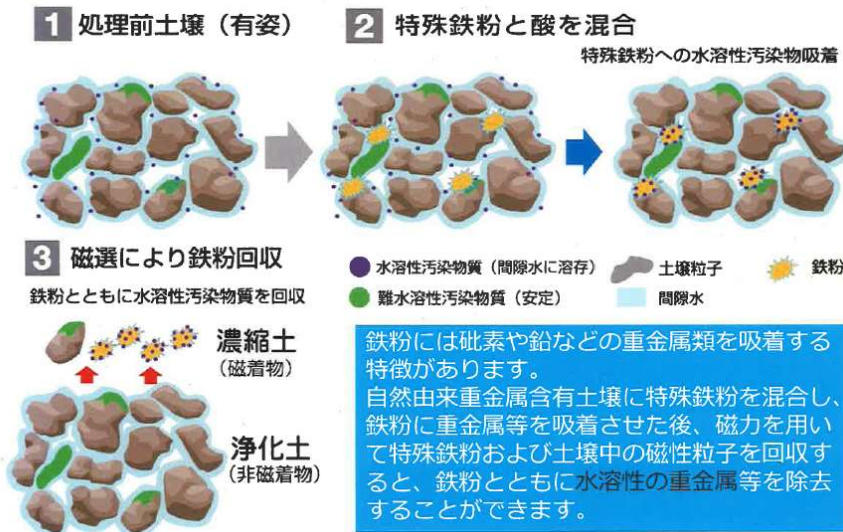 1 処理前土壌（有姿）
2 特殊鉄粉と酸を混合
特殊鉄粉への水溶性汚染物吸着
3 磁選により鉄粉回収
鉄粉とともに水溶性汚染物質を回収
濃縮土
（磁着物）
浄化土
（非磁着物）
水溶性汚染物質（間隙水に溶存）
土壌粒子
鉄粉
難水溶性汚染物質（安定）
間隙水
鉄粉には砒素や鉛などの重金属類を吸着する
特徴があります。
自然由来重金属含有土壌に特殊鉄粉を混合し、
鉄粉に重金属等を吸着させた後、磁力を用い
て特殊鉄粉および土壌中の磁性粒子を回収す
ると、鉄粉とともに水溶性の重金属等を除去
することができます。